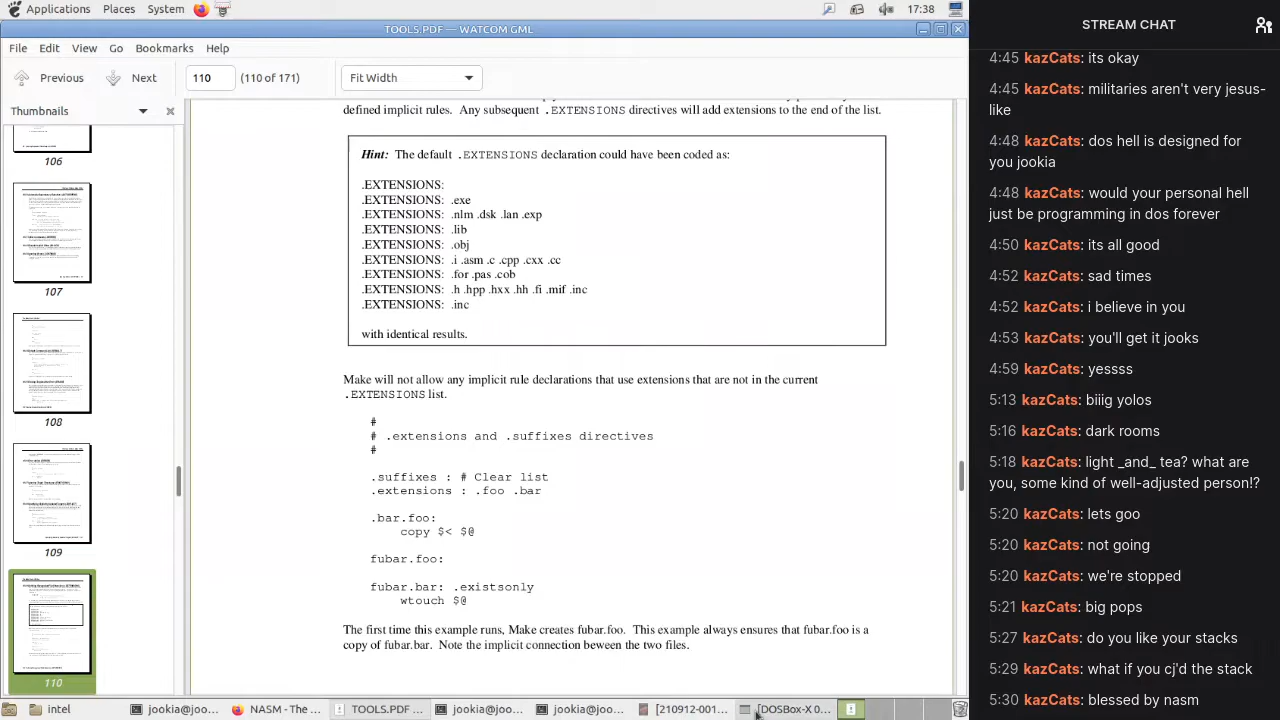 Applications Places System 17:38
TOOLS.PDF — WATCOM GML
File Edit View Go Bookmarks Help
Previous Next 110 (110 of 171) Fit Width
Thumbnails
106
107
108
109
110
defined implicit rules. Any subsequent .EXTENSIONS directives will add extensions to the end of the list.
Hint: The default .EXTENSIONS declaration could have been coded as:
.EXTENSIONS:
.EXTENSIONS: .exe
.EXTENSIONS: .nlm .dsk .lan .exp
.EXTENSIONS: .lib
.EXTENSIONS: .obj
.EXTENSIONS: .i .asm .c .cpp .cxx .cc
.EXTENSIONS: .for .pas .cob
.EXTENSIONS: .h .hpp .hxx .hh .fi .mif .inc
.EXTENSIONS: .inc
with identical results.
Make will not allow any implicit rule declarations that use extensions that are not in the current
.EXTENSIONS list.
#
# .extensions and .suffixes directives
#
.suffixes : # Clear list
.extensions : .foo .bar
.bar.foo:
copy $< $@
fubar.foo:
fubar.bar: .existsonly
wtouch $@
The first time this example runs, Make creates fubar.foo. This example always ensures that fubar.foo is a
copy of fubar.bar. Note the implicit connection beween the two files.
intel jookia@joo... NASM - The ... jookia@joo... jookia@joo... [210912-001... [DOSBox-X 0...
STREAM CHAT
4:45 kazCats: its okay
4:45 kazCats: militaries aren't very jesus-
like
4:48 kazCats: dos hell is designed for
you jookia
4:48 kazCats: would your personal hell
just be programming in dos forever
4:50 kazCats: its all good
4:52 kazCats: sad times
4:52 kazCats: i believe in you
4:53 kazCats: you'll get it jooks
4:59 kazCats: yessss
5:13 kazCats: biiig yolos
5:16 kazCats: dark rooms
5:18 kazCats: light _and_ tea? what are
you, some kind of well-adjusted person!?
5:20 kazCats: lets goo
5:20 kazCats: not going
5:20 kazCats: we're stopped
5:21 kazCats: big pops
5:27 kazCats: do you like your stacks
5:29 kazCats: what if you cj'd the stack
5:30 kazCats: blessed by nasm